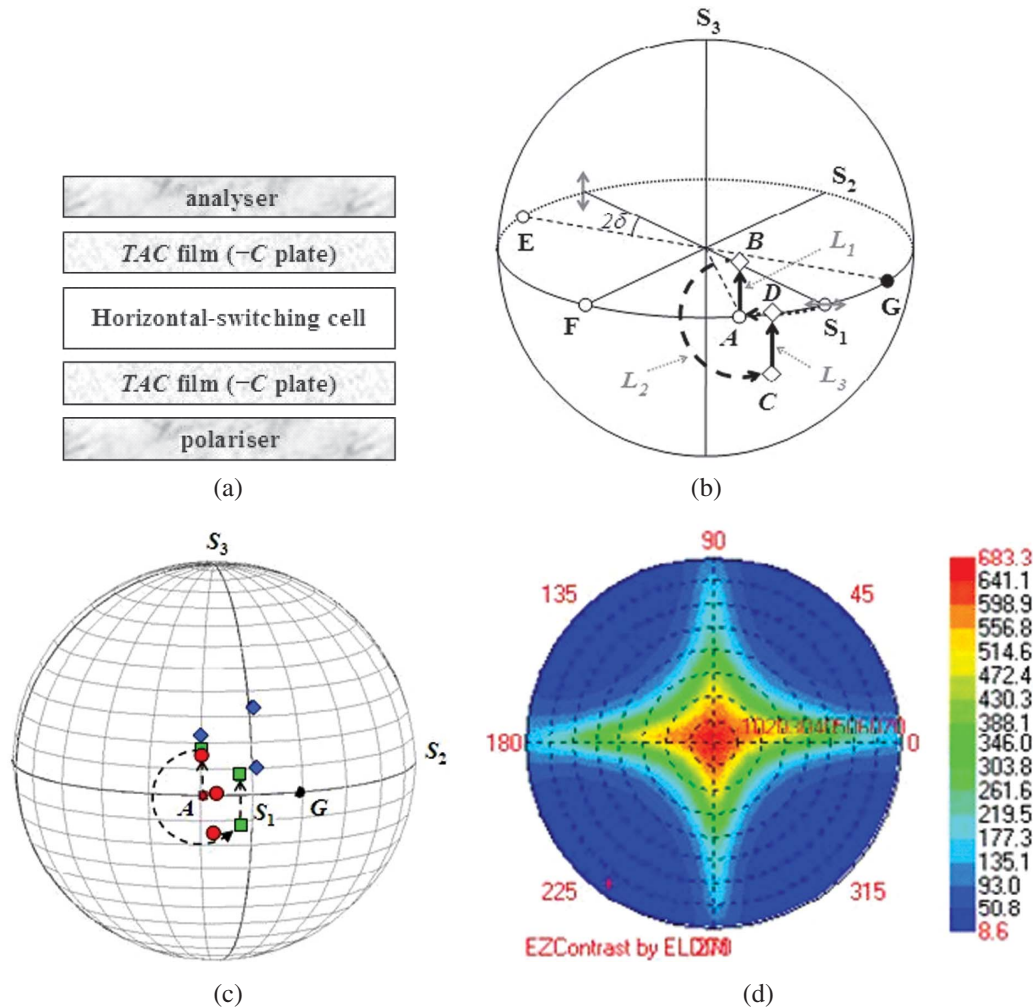 analyser
TAC film (−C plate)
Horizontal-switching cell
TAC film (−C plate)
polariser
(a)
S3
S2
E
2δ
B
L1
D
G
F
A
S1
L2
L3
C
(b)
S3
S2
A
S1
G
(c)
90
135
45
180
10203040506070
0
225
315
270
EZContrast by ELDIM
683.3
641.1
598.9
556.8
514.6
472.4
430.3
388.1
346.0
303.8
261.6
219.5
177.3
135.1
93.0
50.8
8.6
(d)